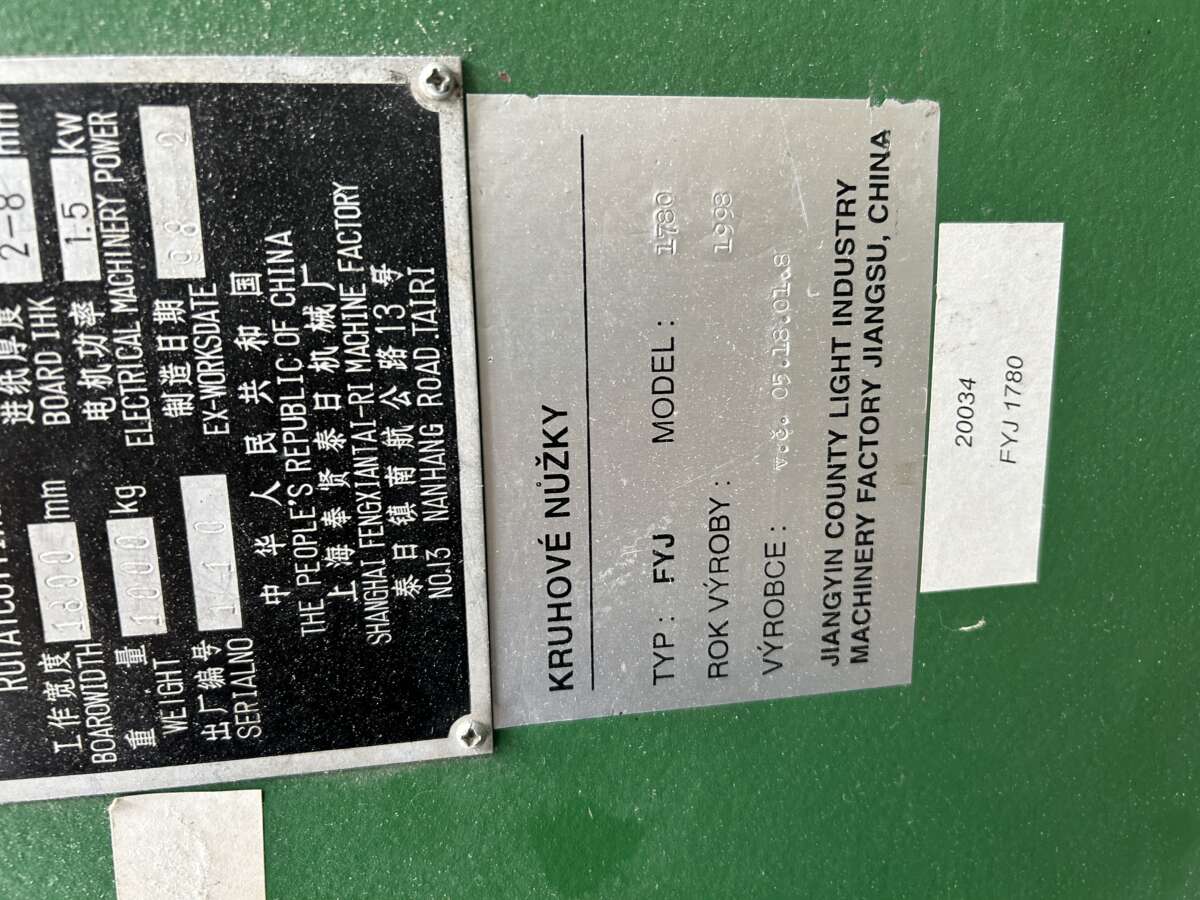 进纸厚度 2-8 mm
BOARD THK
工作宽度 1800 mm
BOAROWIDTH
电机功率 1.5 KW
ELECTRICAL MACHINERY POWER
重量 1000 kg
WEIGHT
制造日期 98 2
EX-WORKSDATE
出厂编号
SERIALNO
中华人民共和国
THE PEOPLE'S REPUBLIC OF CHINA
上海奉贤泰日机械厂
SHANGHAI FENGXIANTAI-RI MACHINE FACTORY
泰日镇南航公路13号
NO.13 NANHANG ROAD.TAIRI
KRUHOVÉ NŮŽKY
TYP : FYJ MODEL : 1780
ROK VÝROBY : 1998
VÝROBCE : v.č. 05.18.01.8
JIANGYIN COUNTY LIGHT INDUSTRY
MACHINERY FACTORY JIANGSU, CHINA
20034
FYJ 1780